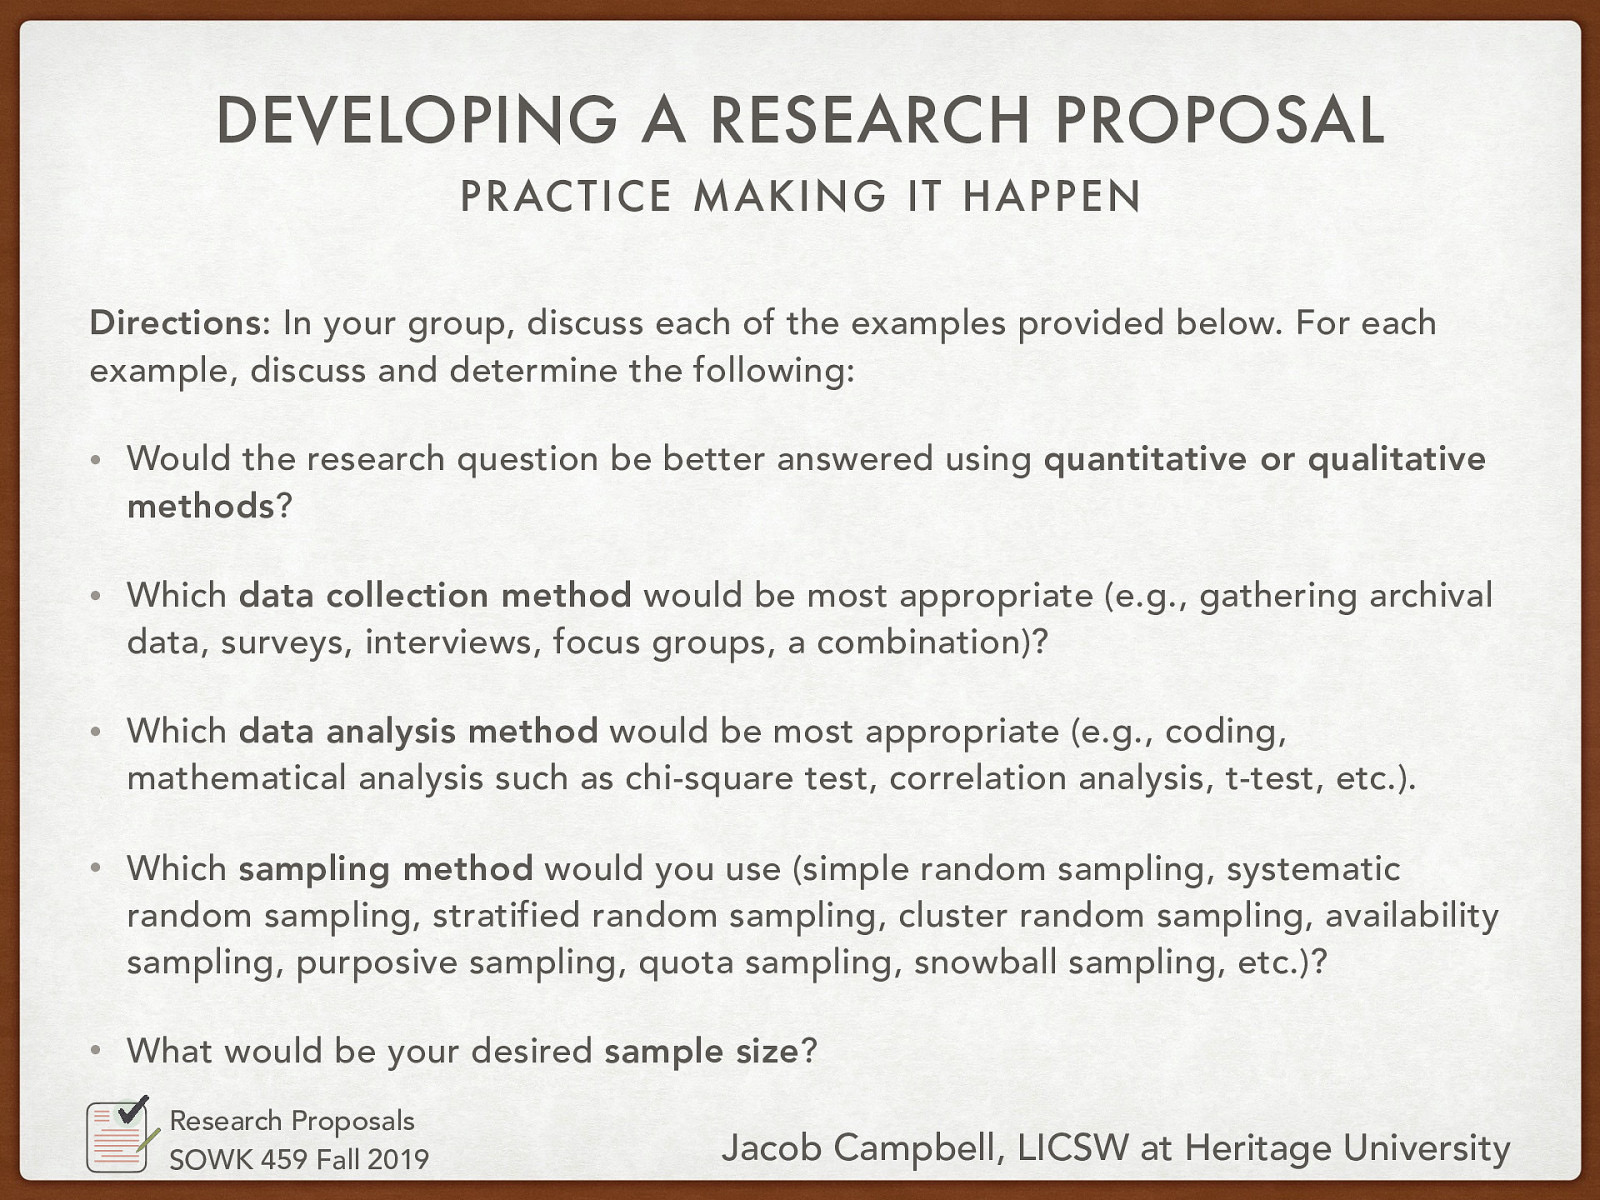 DEVELOPING A RESEARCH PROPOSAL
PRACTICE MAKING IT HAPPEN
Directions: In your group, discuss each of the examples provided below. For each
example, discuss and determine the following:
• Would the research question be better answered using quantitative or qualitative
methods?
• Which data collection method would be most appropriate (e.g., gathering archival
data, surveys, interviews, focus groups, a combination)?
• Which data analysis method would be most appropriate (e.g., coding,
mathematical analysis such as chi-square test, correlation analysis, t-test, etc.).
• Which sampling method would you use (simple random sampling, systematic
random sampling, stratified random sampling, cluster random sampling, availability
sampling, purposive sampling, quota sampling, snowball sampling, etc.)?
• What would be your desired sample size?
Research Proposals
SOWK 459 Fall 2019
Jacob Campbell, LICSW at Heritage University